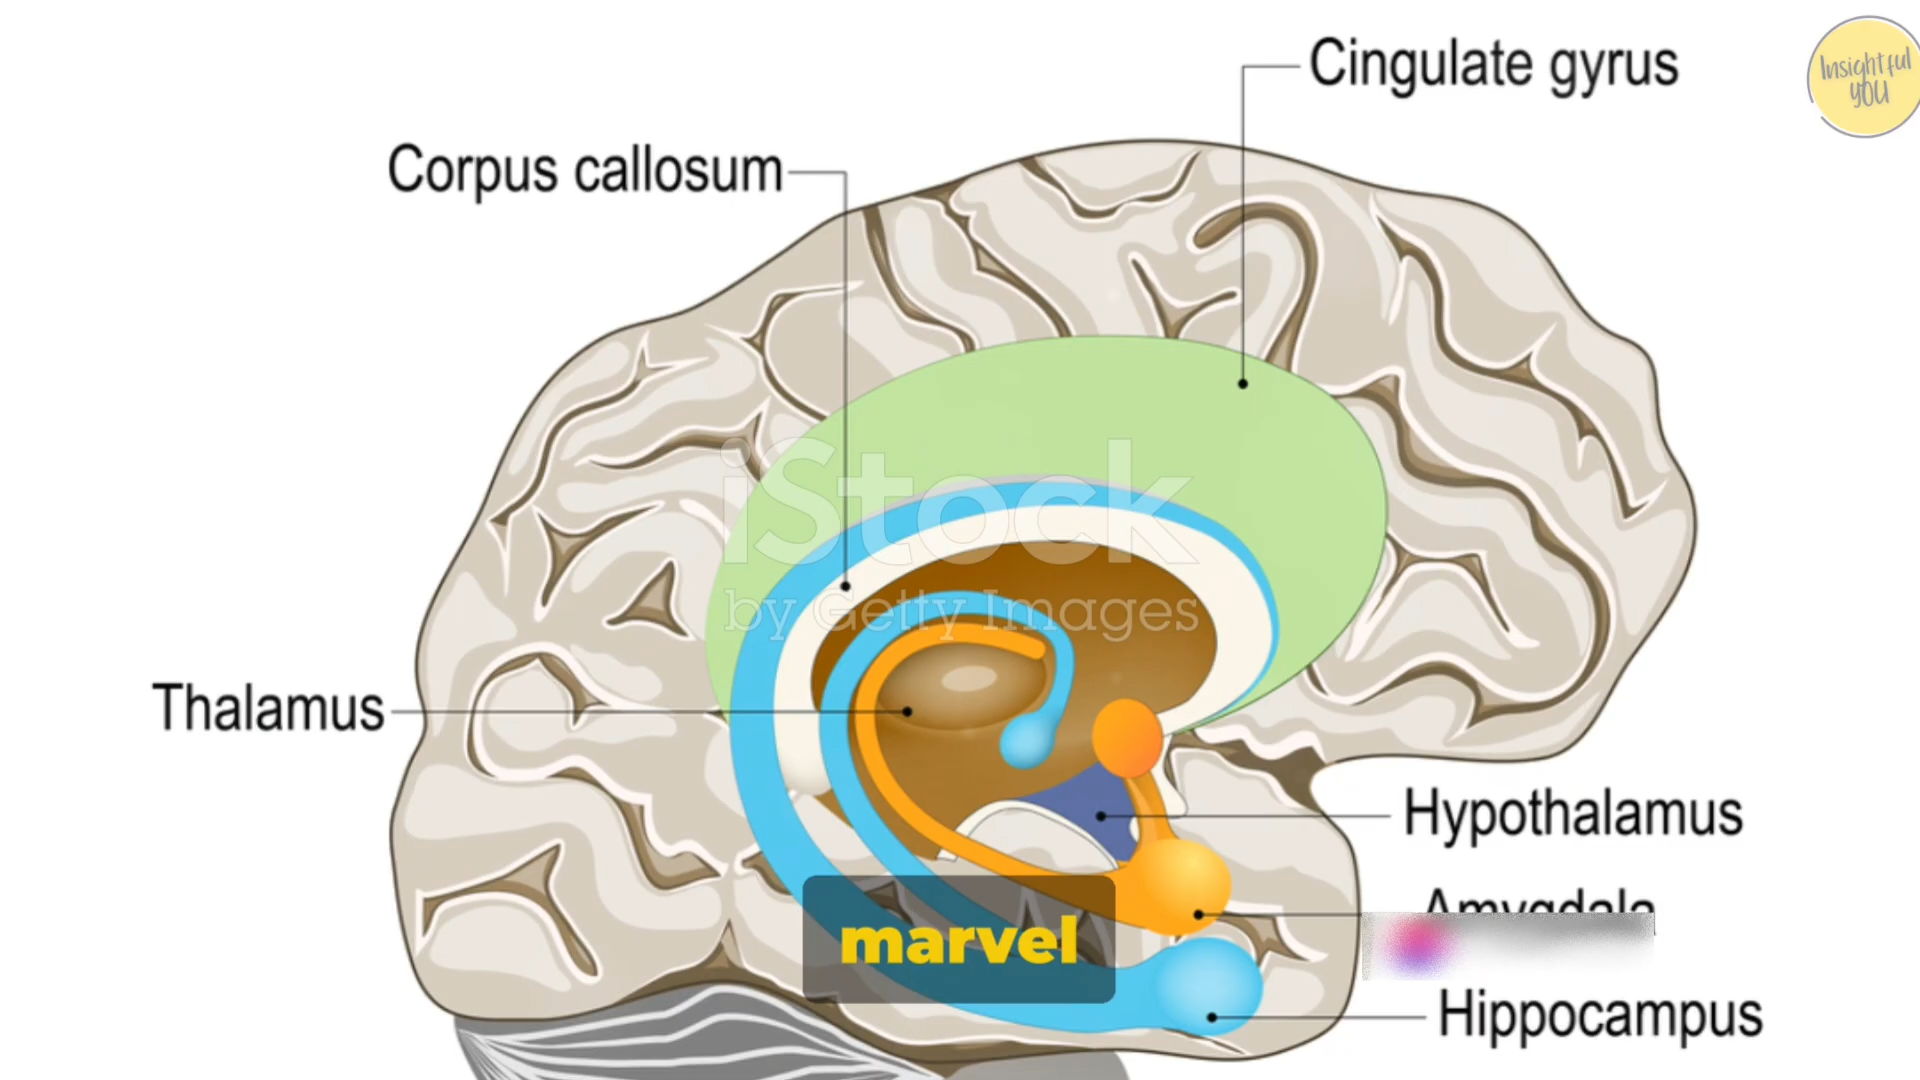 Cingulate gyrus
Insightful
YOU
Corpus callosum
iStock
by Getty Images
Thalamus
Hypothalamus
Amygdala
marvel
Hippocampus